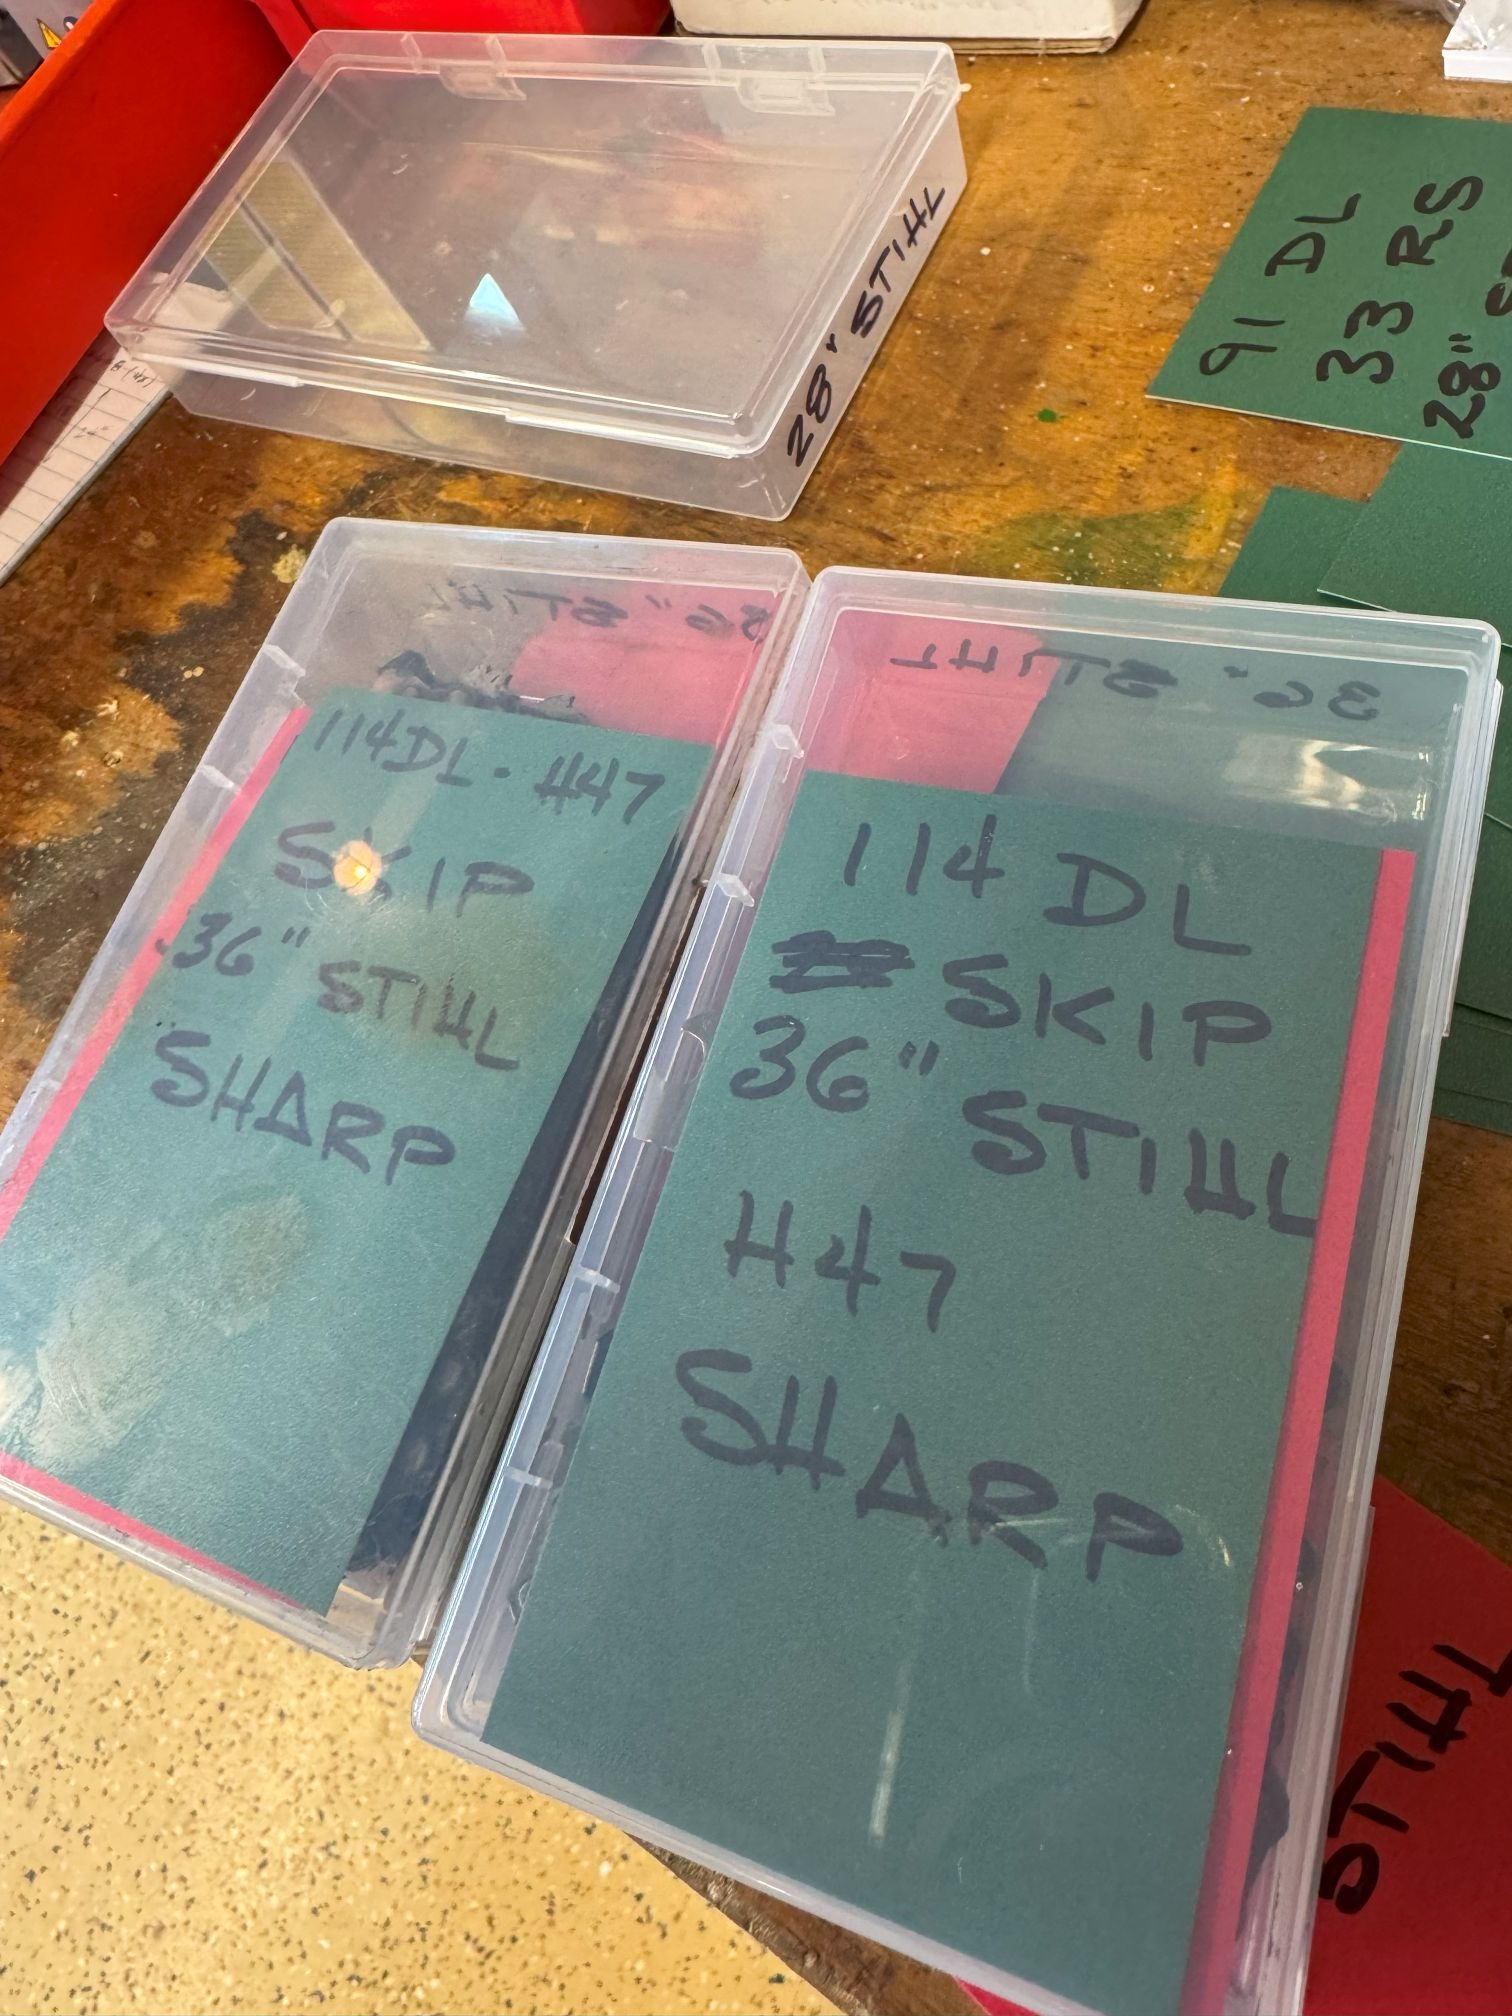 28" STIHL
91 DL
33 RS
28"
36" STIHL
114DL - H47
SKIP
36" STIHL
SHARP
36" STIHL
114 DL
SKIP
36" STIHL
H47
SHARP
STIHL